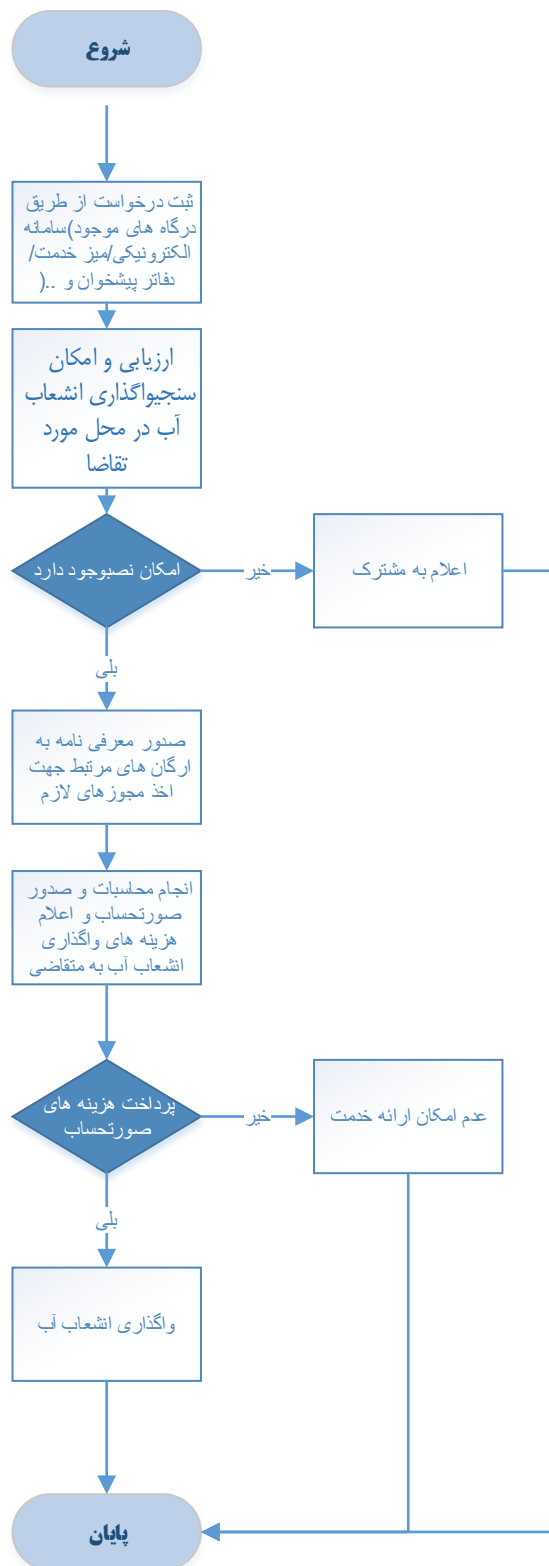 شروع
ثبت درخواست از طریق
درگاه های موجود)سامانه
الکترونیکی/میز خدمت/
دفاتر پیشخوان و ..(
ارزیابی و امکان
سنجیواگذاری انشعاب
آب در محل مورد
تقاضا
امکان نصبوجود دارد
خیر
اعلام به مشترک
بلی
صدور معرفی نامه به
ارگان های مرتبط جهت
اخذ مجوزهای لازم
انجام محاسبات و صدور
صورتحساب و اعلام
هزینه های واگذاری
انشعاب آب به متقاضی
پرداخت هزینه های
صورتحساب
خیر
عدم امکان ارائه خدمت
بلی
واگذاری انشعاب آب
پایان